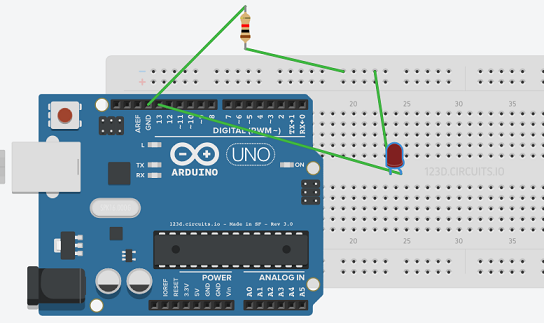 20
25
30
35
AREF
GND
13
12
~11
~10
~9
8
7
~6
~5
4
~3
2
TX→1
RX←0
DIGITAL (PWM~)
L
TX
RX
ARDUINO
UNO
ON
123D.CIRCUITS.IO
123d.circuits.io - Made in SF - Rev 3.0
20
25
30
35
POWER
ANALOG IN
IOREF
RESET
3.3V
5V
GND
GND
Vin
A0
A1
A2
A3
A4
A5